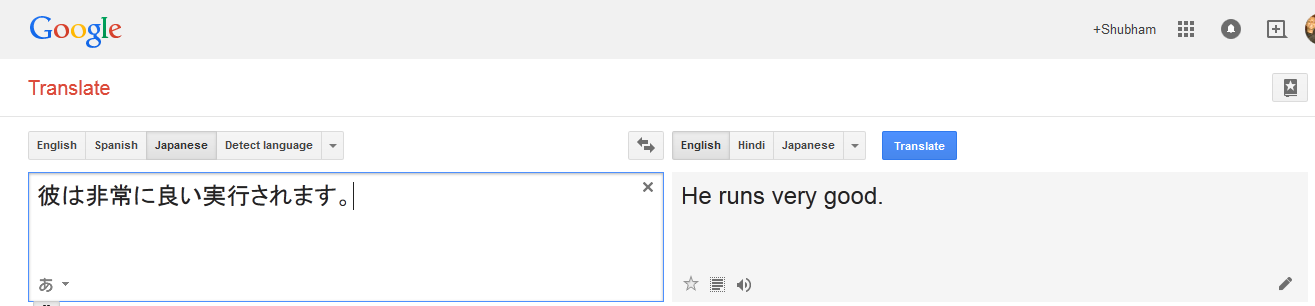 Google
+Shubham
Translate
English Spanish Japanese Detect language
English Hindi Japanese Translate
彼は非常に良い実行されます。
He runs very good.
あ